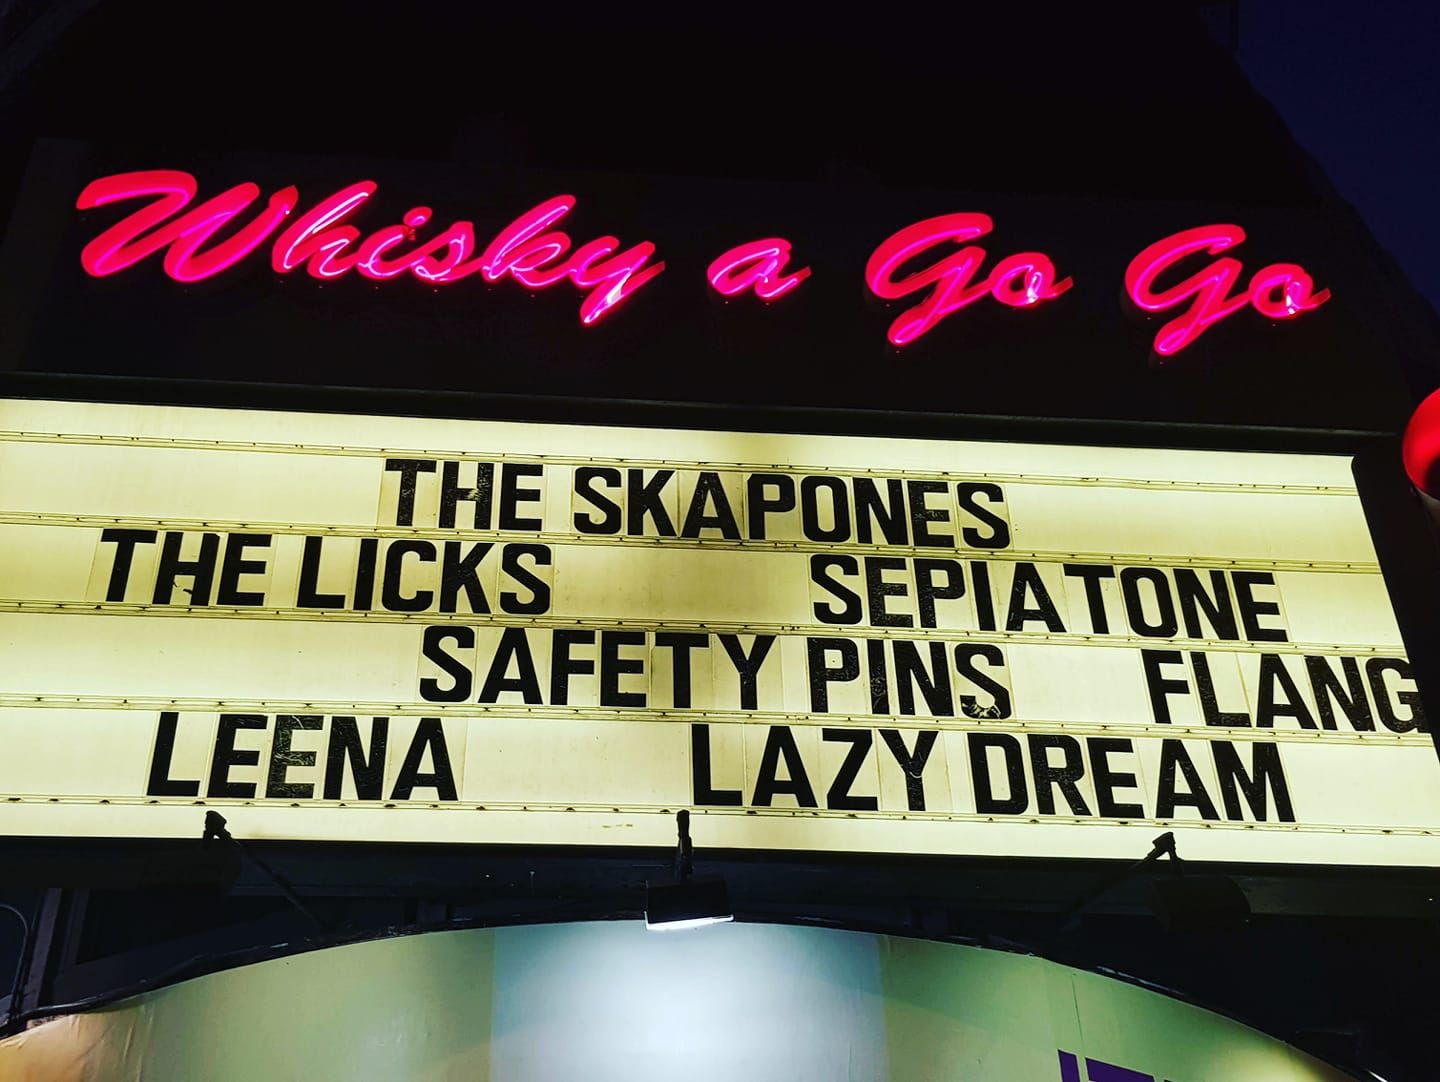 Whisky a Go Go
THE SKAPONES
THE LICKS SEPIATONE
SAFETY PINS FLANG
LEENA LAZY DREAM